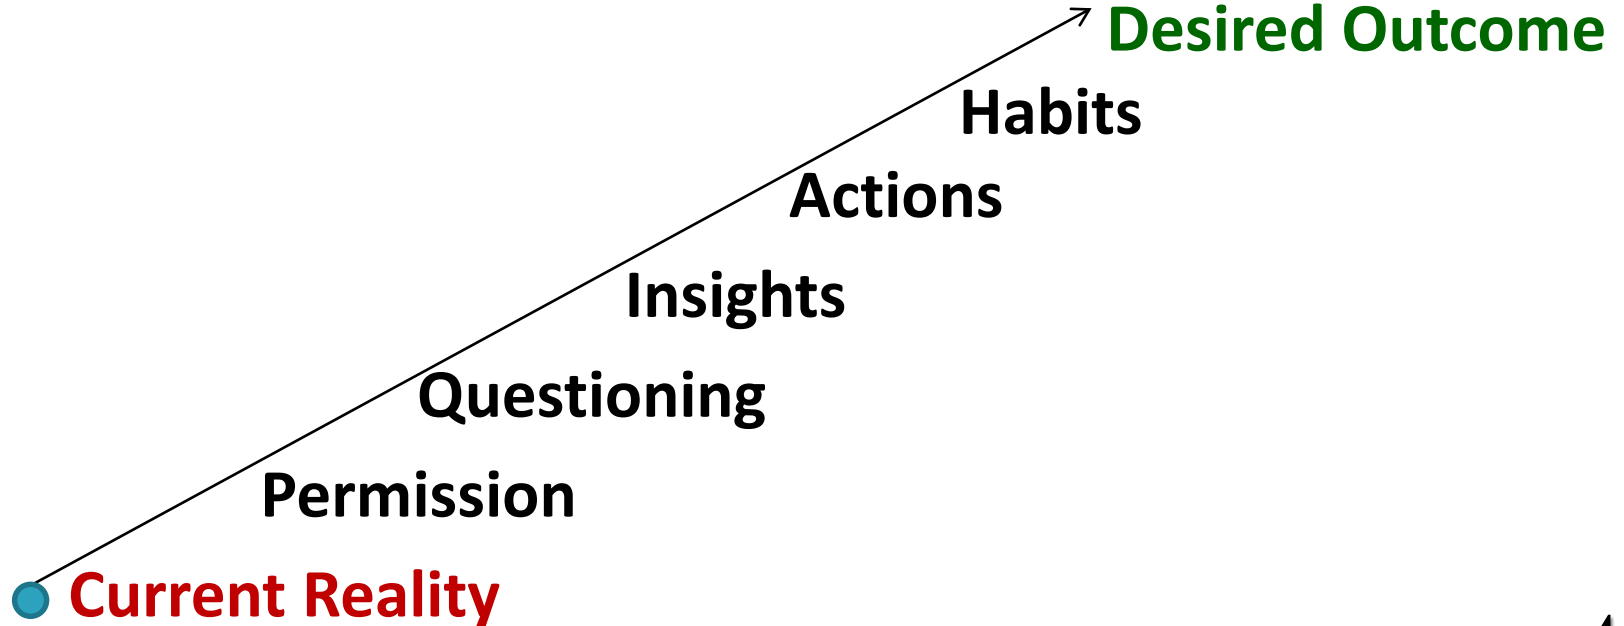 Desired Outcome
Habits
Actions
Insights
Questioning
Permission
Current Reality